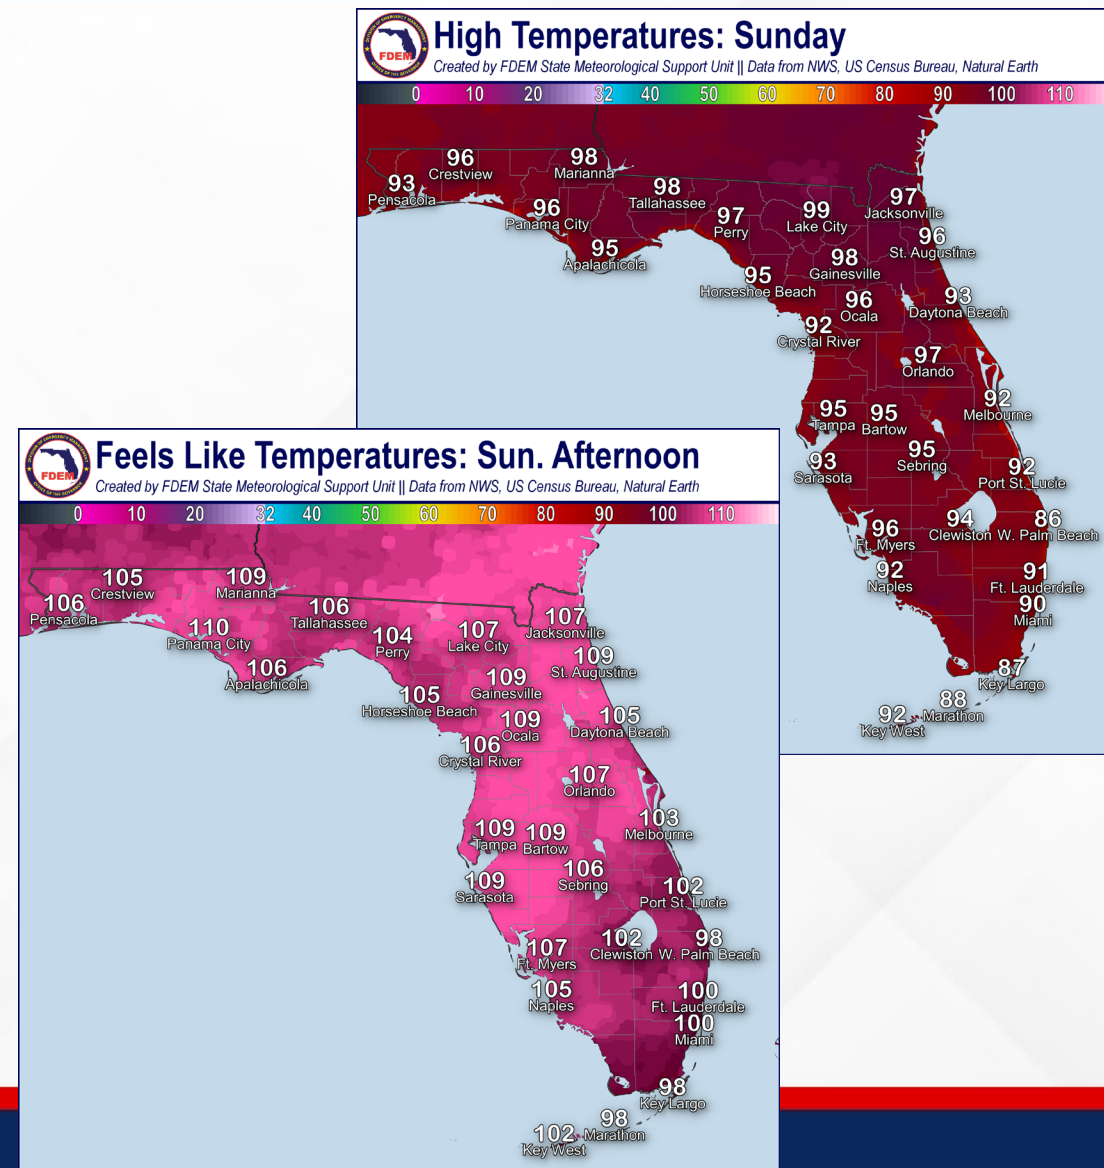 High Temperatures: Sunday
Created by FDEM State Meteorological Support Unit || Data from NWS, US Census Bureau, Natural Earth
FDEM
0 10 20 32 40 50 60 70 80 90 100 110
96
Crestview
98
Marianna
93
Pensacola
98
Tallahassee
96
Panama City
97
Perry
99
Lake City
97
Jacksonville
96
St. Augustine
95
Apalachicola
98
Gainesville
95
Horseshoe Beach
96
Ocala
93
Daytona Beach
92
Crystal River
97
Orlando
92
Melbourne
95
Tampa
95
Bartow
95
Sebring
93
Sarasota
92
Port St. Lucie
96
Ft. Myers
94
Clewiston
86
W. Palm Beach
92
Naples
91
Ft. Lauderdale
90
Miami
87
Key Largo
88
Marathon
92
Key West
Feels Like Temperatures: Sun. Afternoon
Created by FDEM State Meteorological Support Unit || Data from NWS, US Census Bureau, Natural Earth
FDEM
0 10 20 32 40 50 60 70 80 90 100 110
105
Crestview
109
Marianna
106
Pensacola
106
Tallahassee
110
Panama City
104
Perry
107
Lake City
107
Jacksonville
109
St. Augustine
106
Apalachicola
109
Gainesville
105
Horseshoe Beach
109
Ocala
105
Daytona Beach
106
Crystal River
107
Orlando
103
Melbourne
109
Tampa
109
Bartow
106
Sebring
109
Sarasota
102
Port St. Lucie
107
Ft. Myers
102
Clewiston
98
W. Palm Beach
105
Naples
100
Ft. Lauderdale
100
Miami
98
Key Largo
98
Marathon
102
Key West